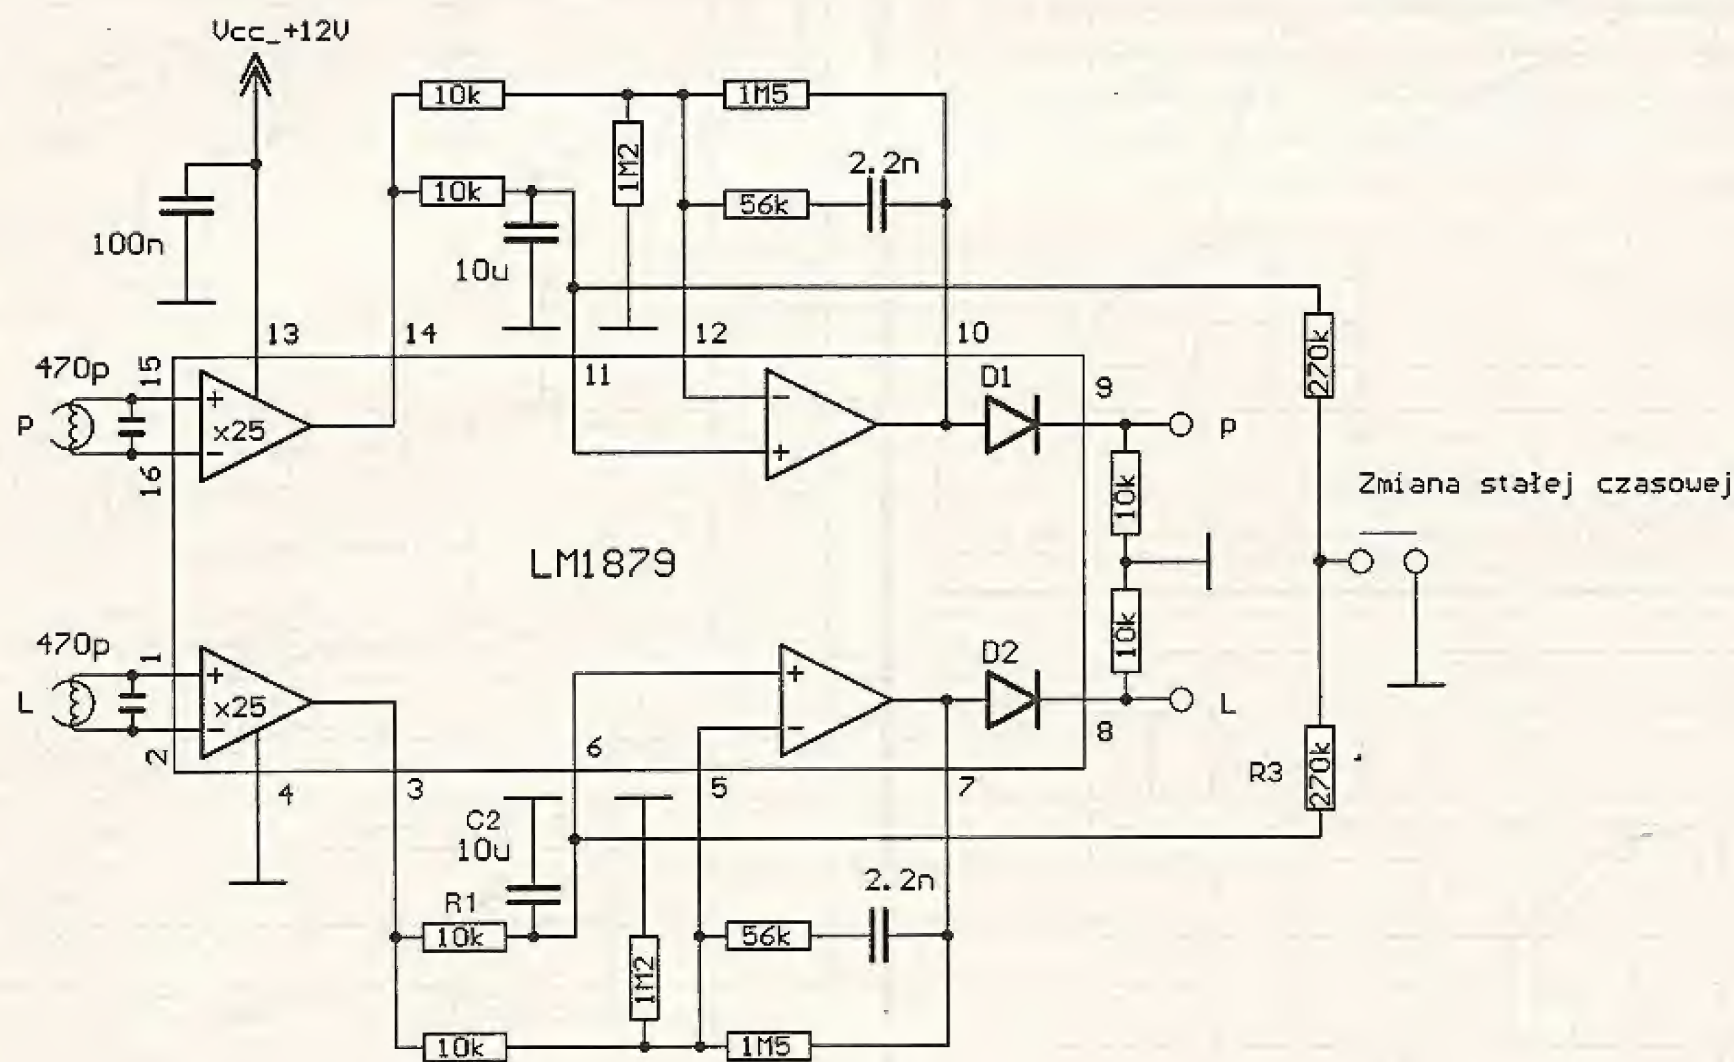 Vcc_+12V
10k
1M5
10k
1M2
56k
2.2n
100n
10u
13
14
12
10
11
470p
15
P
16
+
x25
−
−
+
D1
9
p
270k
10k
Zmiana stałej czasowej
LM1879
10k
470p
1
L
2
+
x25
−
+
−
D2
L
8
6
4
3
5
7
R3
270k
C2
10u
R1
10k
1M2
56k
2.2n
10k
1M5